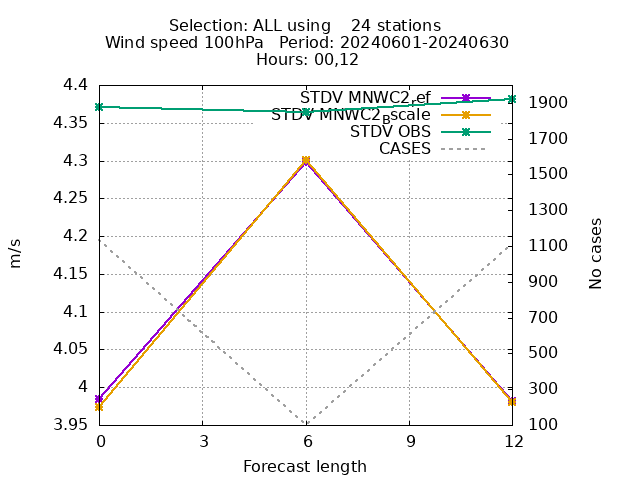 Selection: ALL using 24 stations
Wind speed 100hPa Period: 20240601-20240630
Hours: 00,12
STDV MNWC2ref
STDV MNWC2Bscale
STDV OBS
CASES
4.4
4.35
4.3
4.25
4.2
4.15
4.1
4.05
4
3.95
1900
1700
1500
1300
1100
900
700
500
300
100
m/s
No cases
0 3 6 9 12
Forecast length